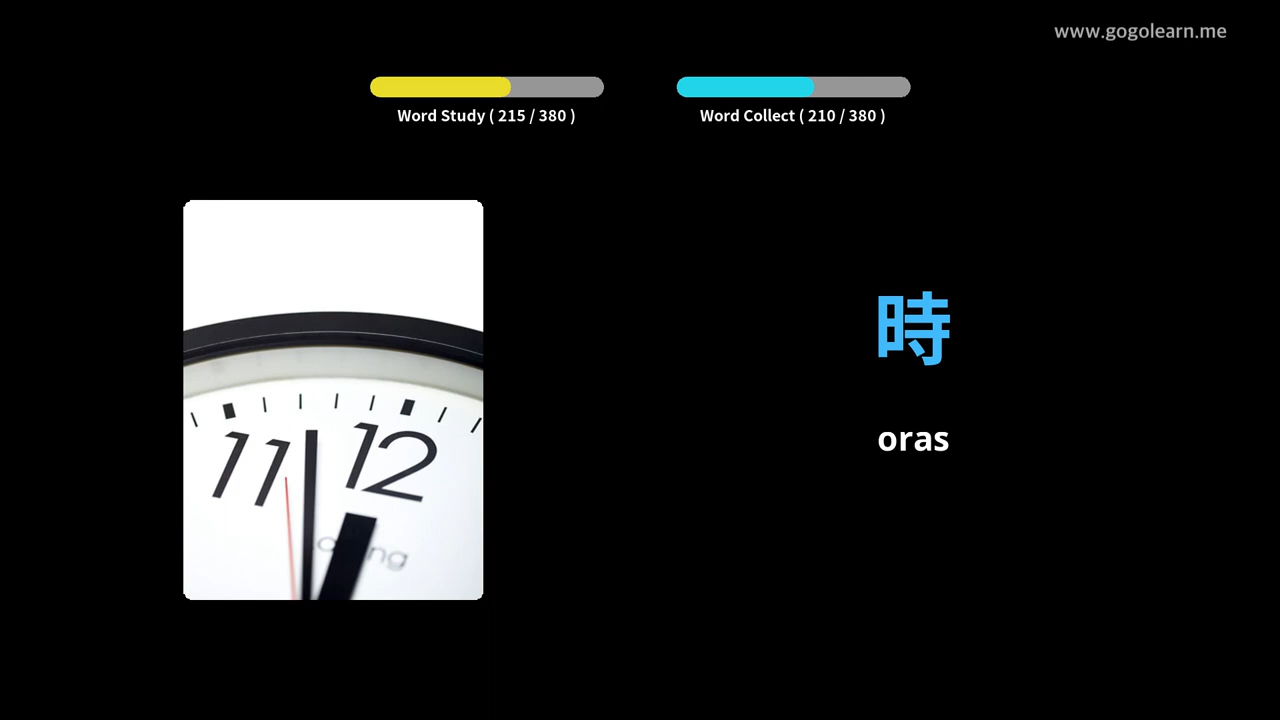 www.gogolearn.me
Word Study ( 215 / 380 )
Word Collect ( 210 / 380 )
時
oras
11 12